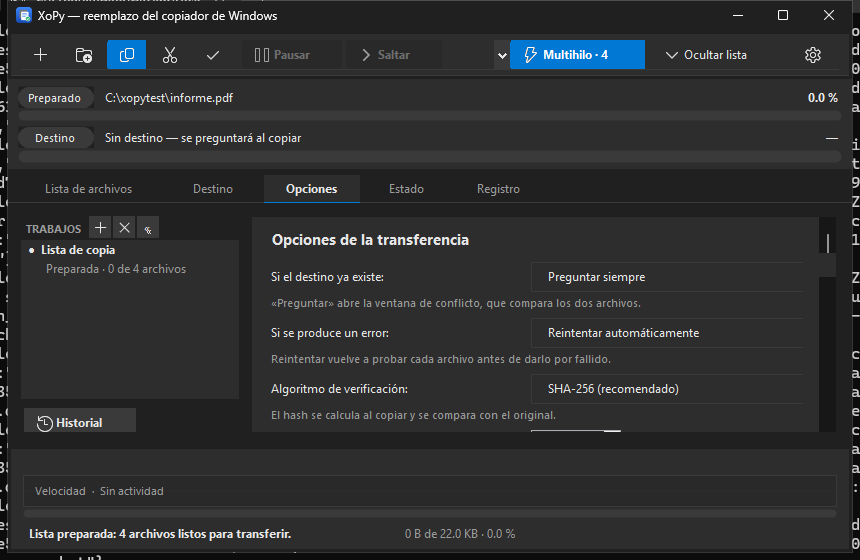 XoPy — reemplazo del copiador de Windows
Pausar
Saltar
Multihilo · 4
Ocultar lista
Preparado
C:\xopytest\informe.pdf
0.0 %
Destino
Sin destino — se preguntará al copiar
—
Lista de archivos
Destino
Opciones
Estado
Registro
TRABAJOS
• Lista de copia
Preparada · 0 de 4 archivos
Historial
Opciones de la transferencia
Si el destino ya existe:
Preguntar siempre
«Preguntar» abre la ventana de conflicto, que compara los dos archivos.
Si se produce un error:
Reintentar automáticamente
Reintentar vuelve a probar cada archivo antes de darlo por fallido.
Algoritmo de verificación:
SHA-256 (recomendado)
El hash se calcula al copiar y se compara con el original.
Velocidad · Sin actividad
Lista preparada: 4 archivos listos para transferir.
0 B de 22.0 KB · 0.0 %